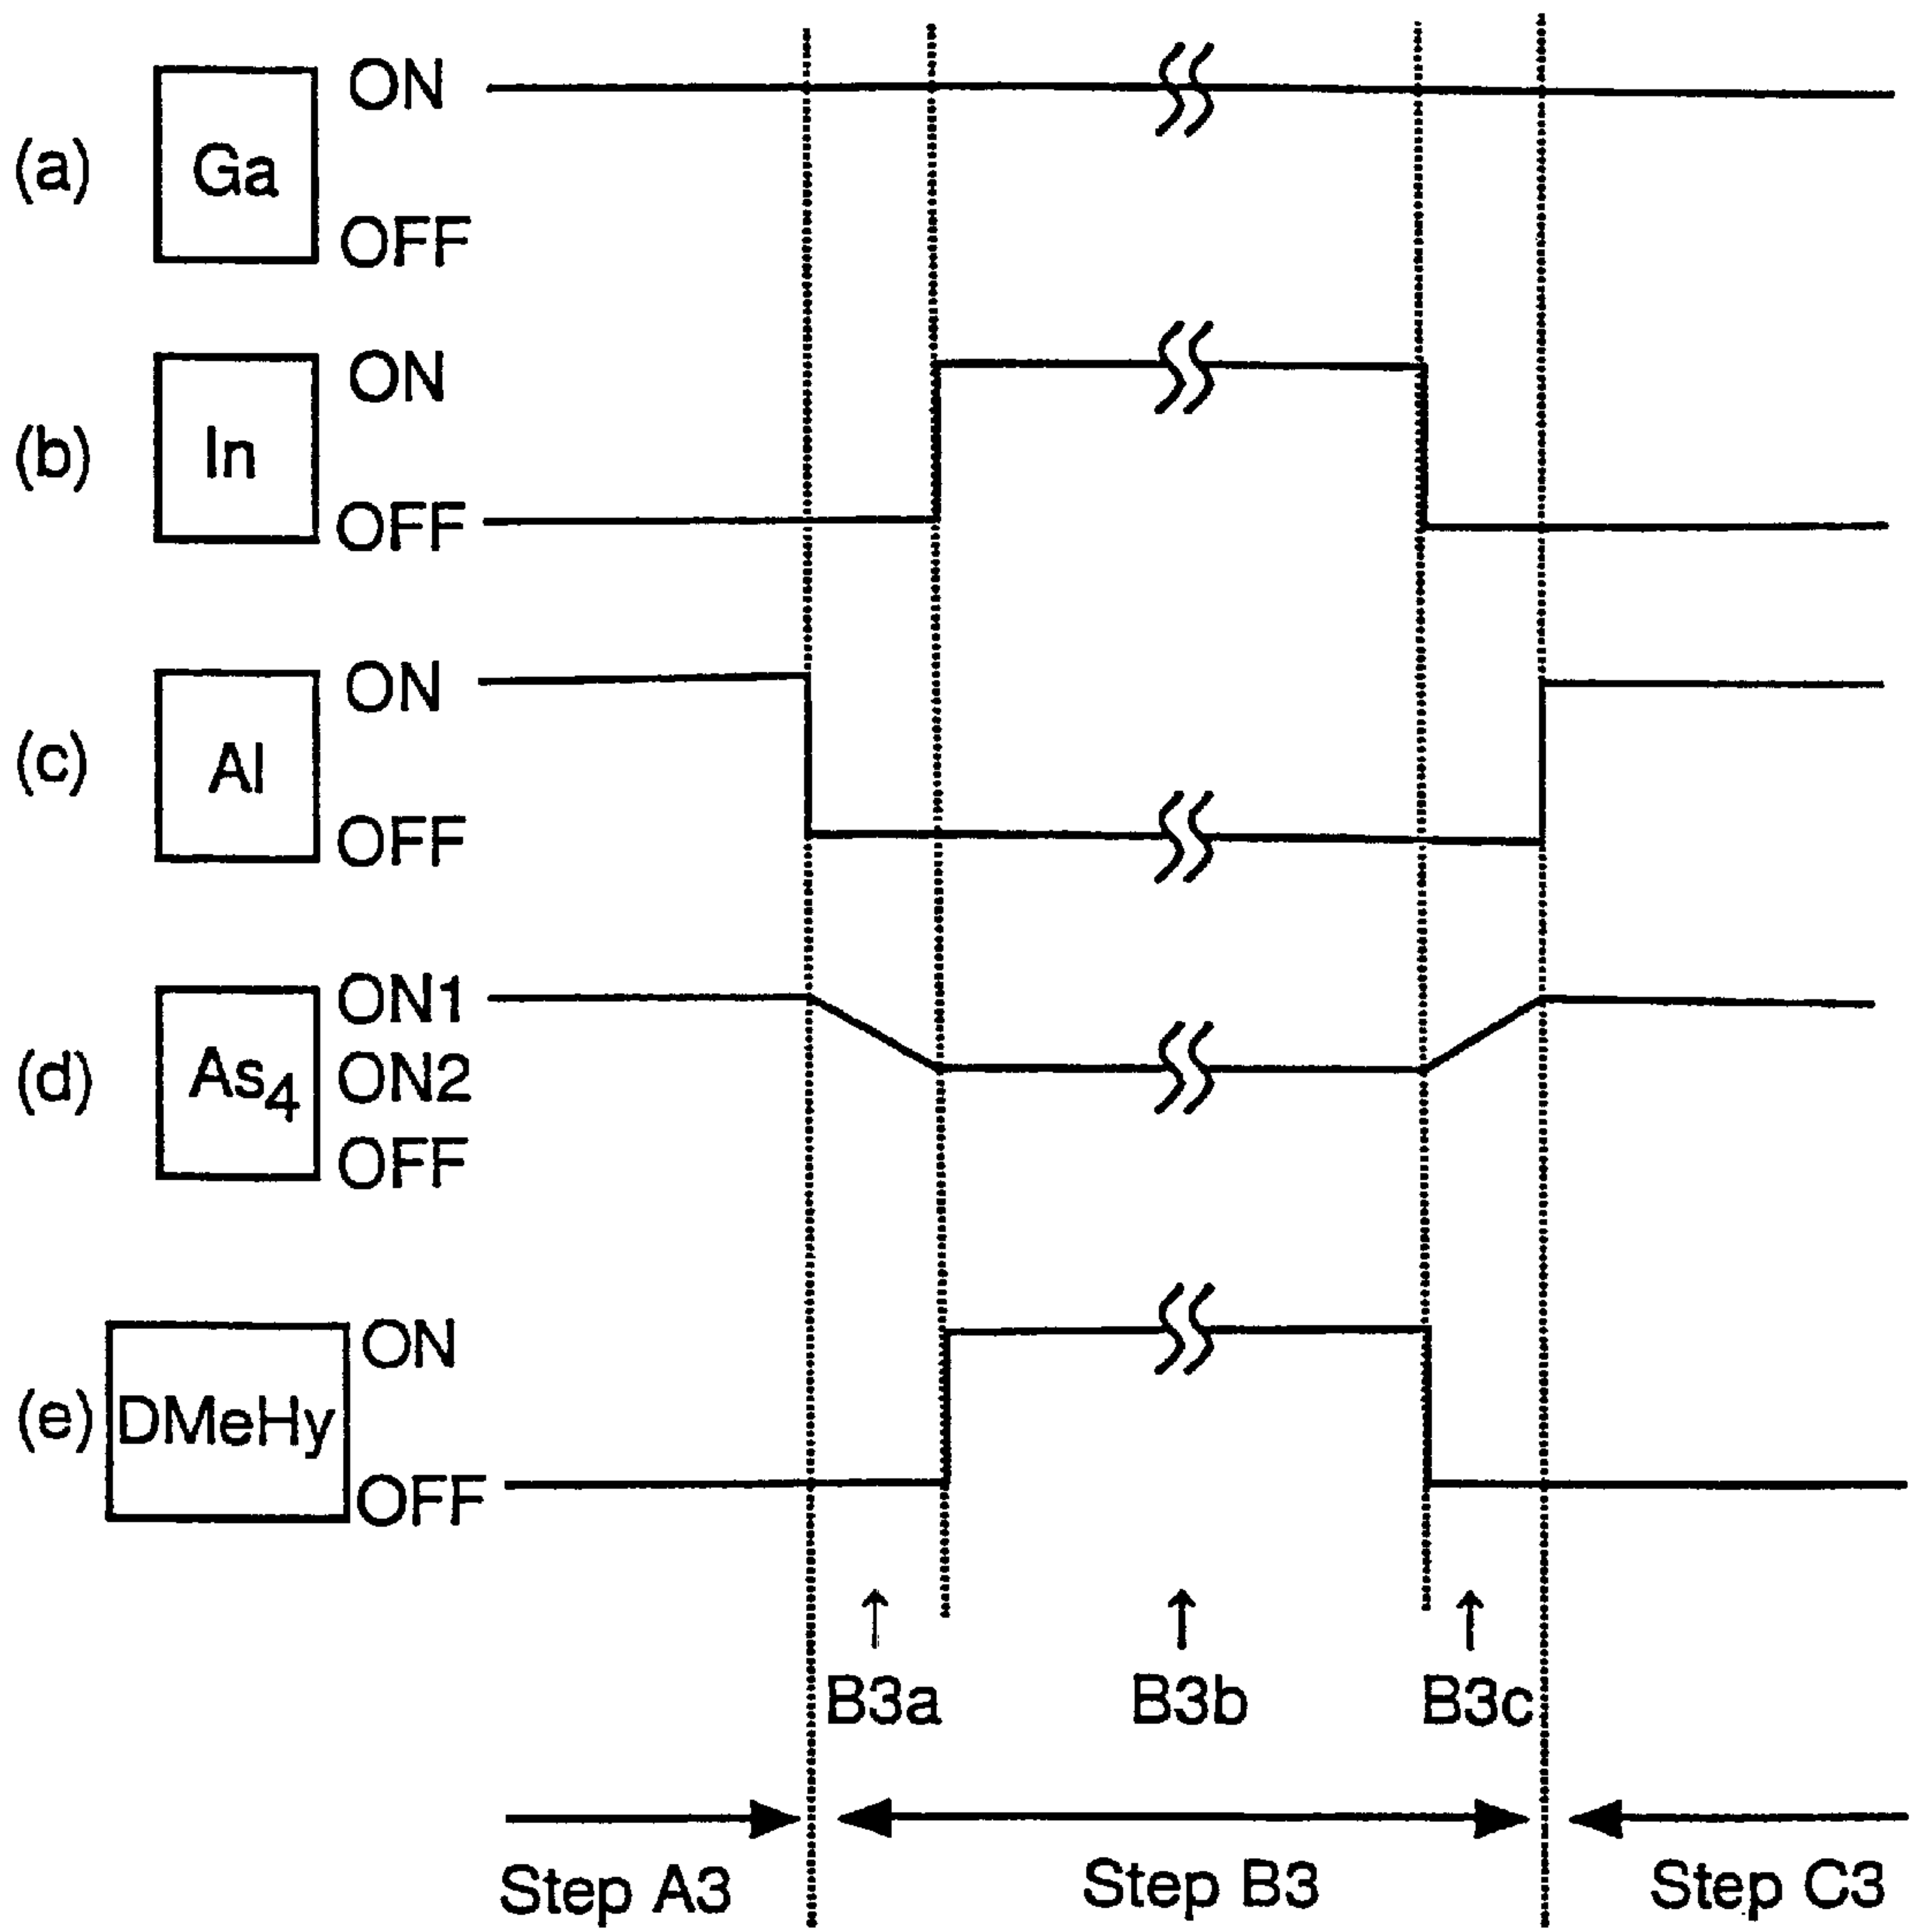 ON
(a) Ga
OFF
ON
(b) In
OFF
ON
(c) Al
OFF
ON1
(d) As4 ON2
OFF
ON
(e) DMeHy
OFF
B3a B3b B3c
Step A3 Step B3 Step C3